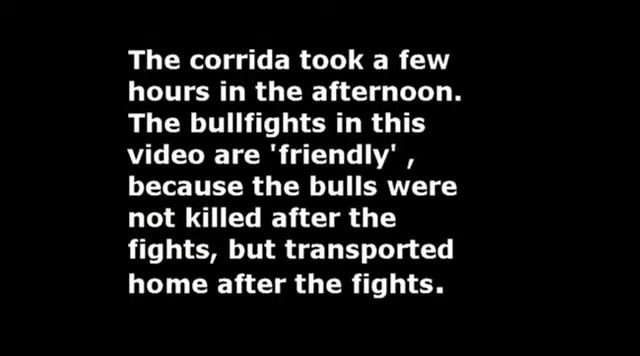 The corrida took a few
hours in the afternoon.
The bullfights in this
video are 'friendly' ,
because the bulls were
not killed after the
fights, but transported
home after the fights.